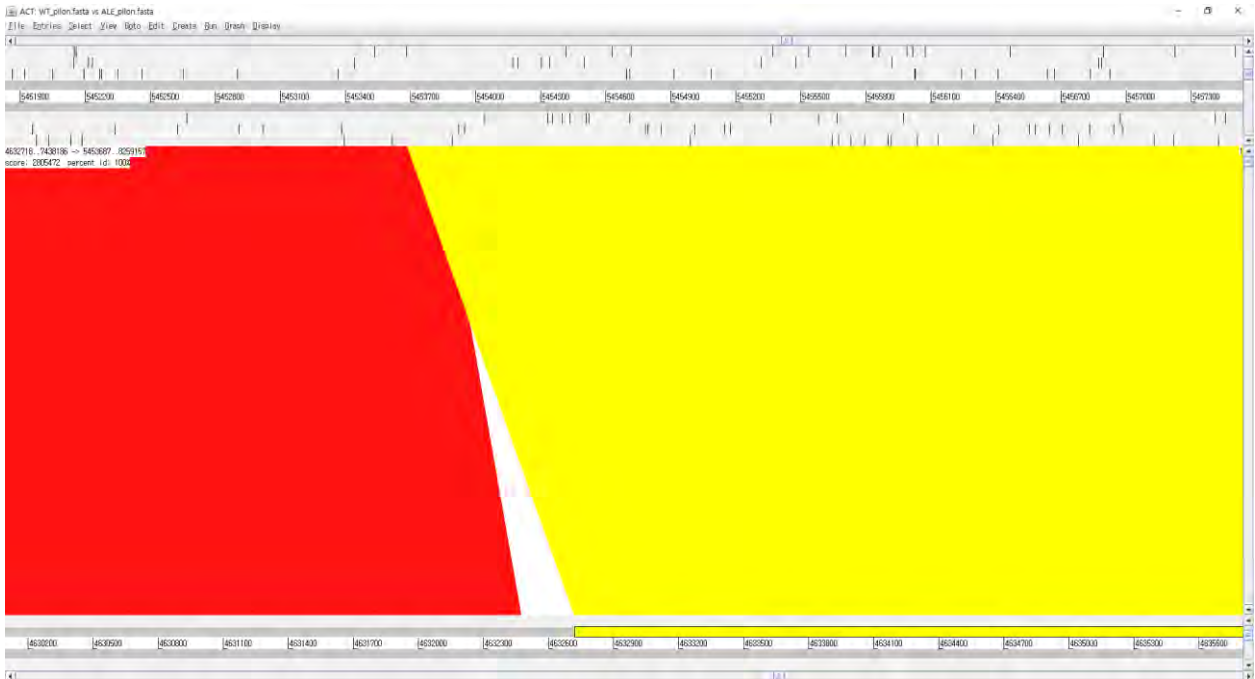 ACT: WT_pilon.fasta vs ALE_pilon.fasta
File Entries Select View Goto Edit Create Run Graph Display
5451900 5452200 5452500 5452800 5453100 5453400 5453700 5454000 5454300 5454600 5454900 5455200 5455500 5455800 5456100 5456400 5456700 5457000 5457300
4632718..7438186 -> 5453687..8259157
score: 2805472 percent id: 100%
4630200 4630500 4630800 4631100 4631400 4631700 4632000 4632300 4632600 4632900 4633200 4633500 4633800 4634100 4634400 4634700 4635000 4635300 4635600